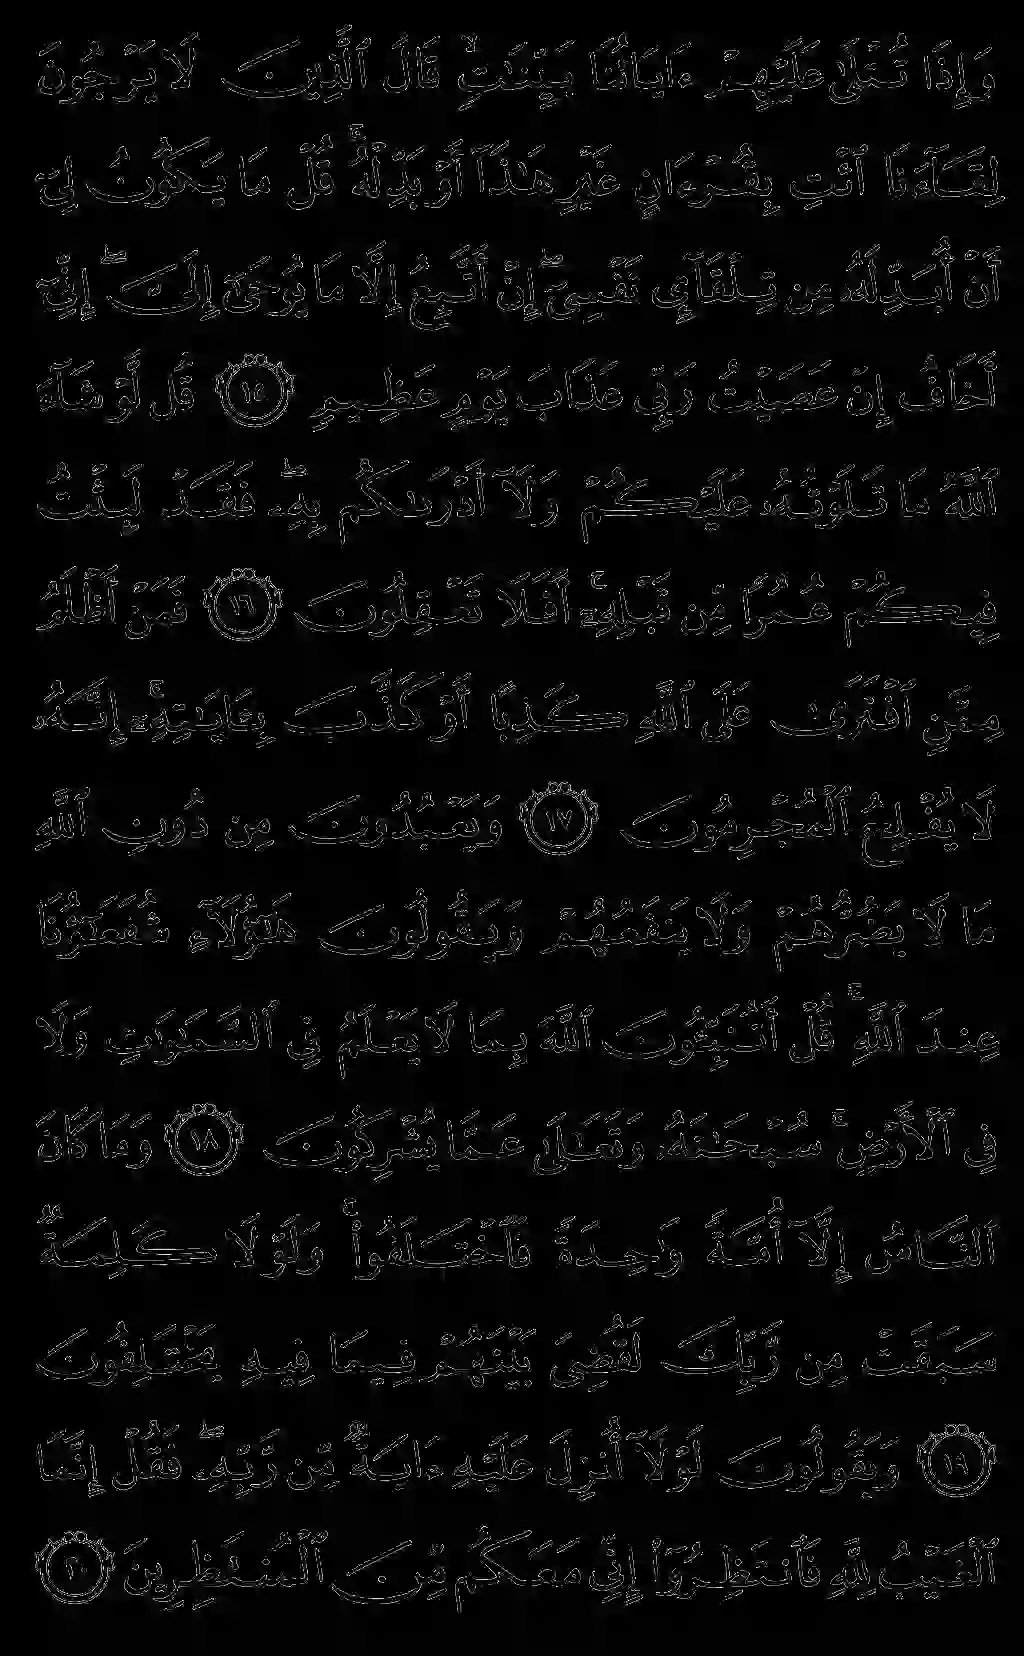 وَإِذَا تُتْلَىٰ عَلَيْهِمْ ءَايَاتُنَا بَيِّنَٰتٍ ۙ قَالَ ٱلَّذِينَ لَا يَرْجُونَ
لِقَآءَنَا ٱئْتِ بِقُرْءَانٍ غَيْرِ هَٰذَآ أَوْ بَدِّلْهُ ۚ قُلْ مَا يَكُونُ لِىٓ
أَنْ أُبَدِّلَهُۥ مِن تِلْقَآئِ نَفْسِىٓ ۖ إِنْ أَتَّبِعُ إِلَّا مَا يُوحَىٰٓ إِلَىَّ ۖ إِنِّىٓ
أَخَافُ إِنْ عَصَيْتُ رَبِّى عَذَابَ يَوْمٍ عَظِيمٍ ١٥ قُل لَّوْ شَآءَ
ٱللَّهُ مَا تَلَوْتُهُۥ عَلَيْكُمْ وَلَآ أَدْرَىٰكُم بِهِۦ ۖ فَقَدْ لَبِثْتُ
فِيكُمْ عُمُرًا مِّن قَبْلِهِۦٓ ۚ أَفَلَا تَعْقِلُونَ ١٦ فَمَنْ أَظْلَمُ
مِمَّنِ ٱفْتَرَىٰ عَلَى ٱللَّهِ كَذِبًا أَوْ كَذَّبَ بِـَٔايَٰتِهِۦٓ ۚ إِنَّهُۥ
لَا يُفْلِحُ ٱلْمُجْرِمُونَ ١٧ وَيَعْبُدُونَ مِن دُونِ ٱللَّهِ
مَا لَا يَضُرُّهُمْ وَلَا يَنفَعُهُمْ وَيَقُولُونَ هَٰٓؤُلَآءِ شُفَعَٰٓؤُنَا
عِندَ ٱللَّهِ ۚ قُلْ أَتُنَبِّـُٔونَ ٱللَّهَ بِمَا لَا يَعْلَمُ فِى ٱلسَّمَٰوَٰتِ وَلَا
فِى ٱلْأَرْضِ ۚ سُبْحَٰنَهُۥ وَتَعَٰلَىٰ عَمَّا يُشْرِكُونَ ١٨ وَمَا كَانَ
ٱلنَّاسُ إِلَّآ أُمَّةً وَٰحِدَةً فَٱخْتَلَفُوا۟ ۚ وَلَوْلَا كَلِمَةٌ
سَبَقَتْ مِن رَّبِّكَ لَقُضِىَ بَيْنَهُمْ فِيمَا فِيهِ يَخْتَلِفُونَ
١٩ وَيَقُولُونَ لَوْلَآ أُنزِلَ عَلَيْهِ ءَايَةٌ مِّن رَّبِّهِۦ ۖ فَقُلْ إِنَّمَا
ٱلْغَيْبُ لِلَّهِ فَٱنتَظِرُوٓا۟ إِنِّى مَعَكُم مِّنَ ٱلْمُنتَظِرِينَ ٢٠